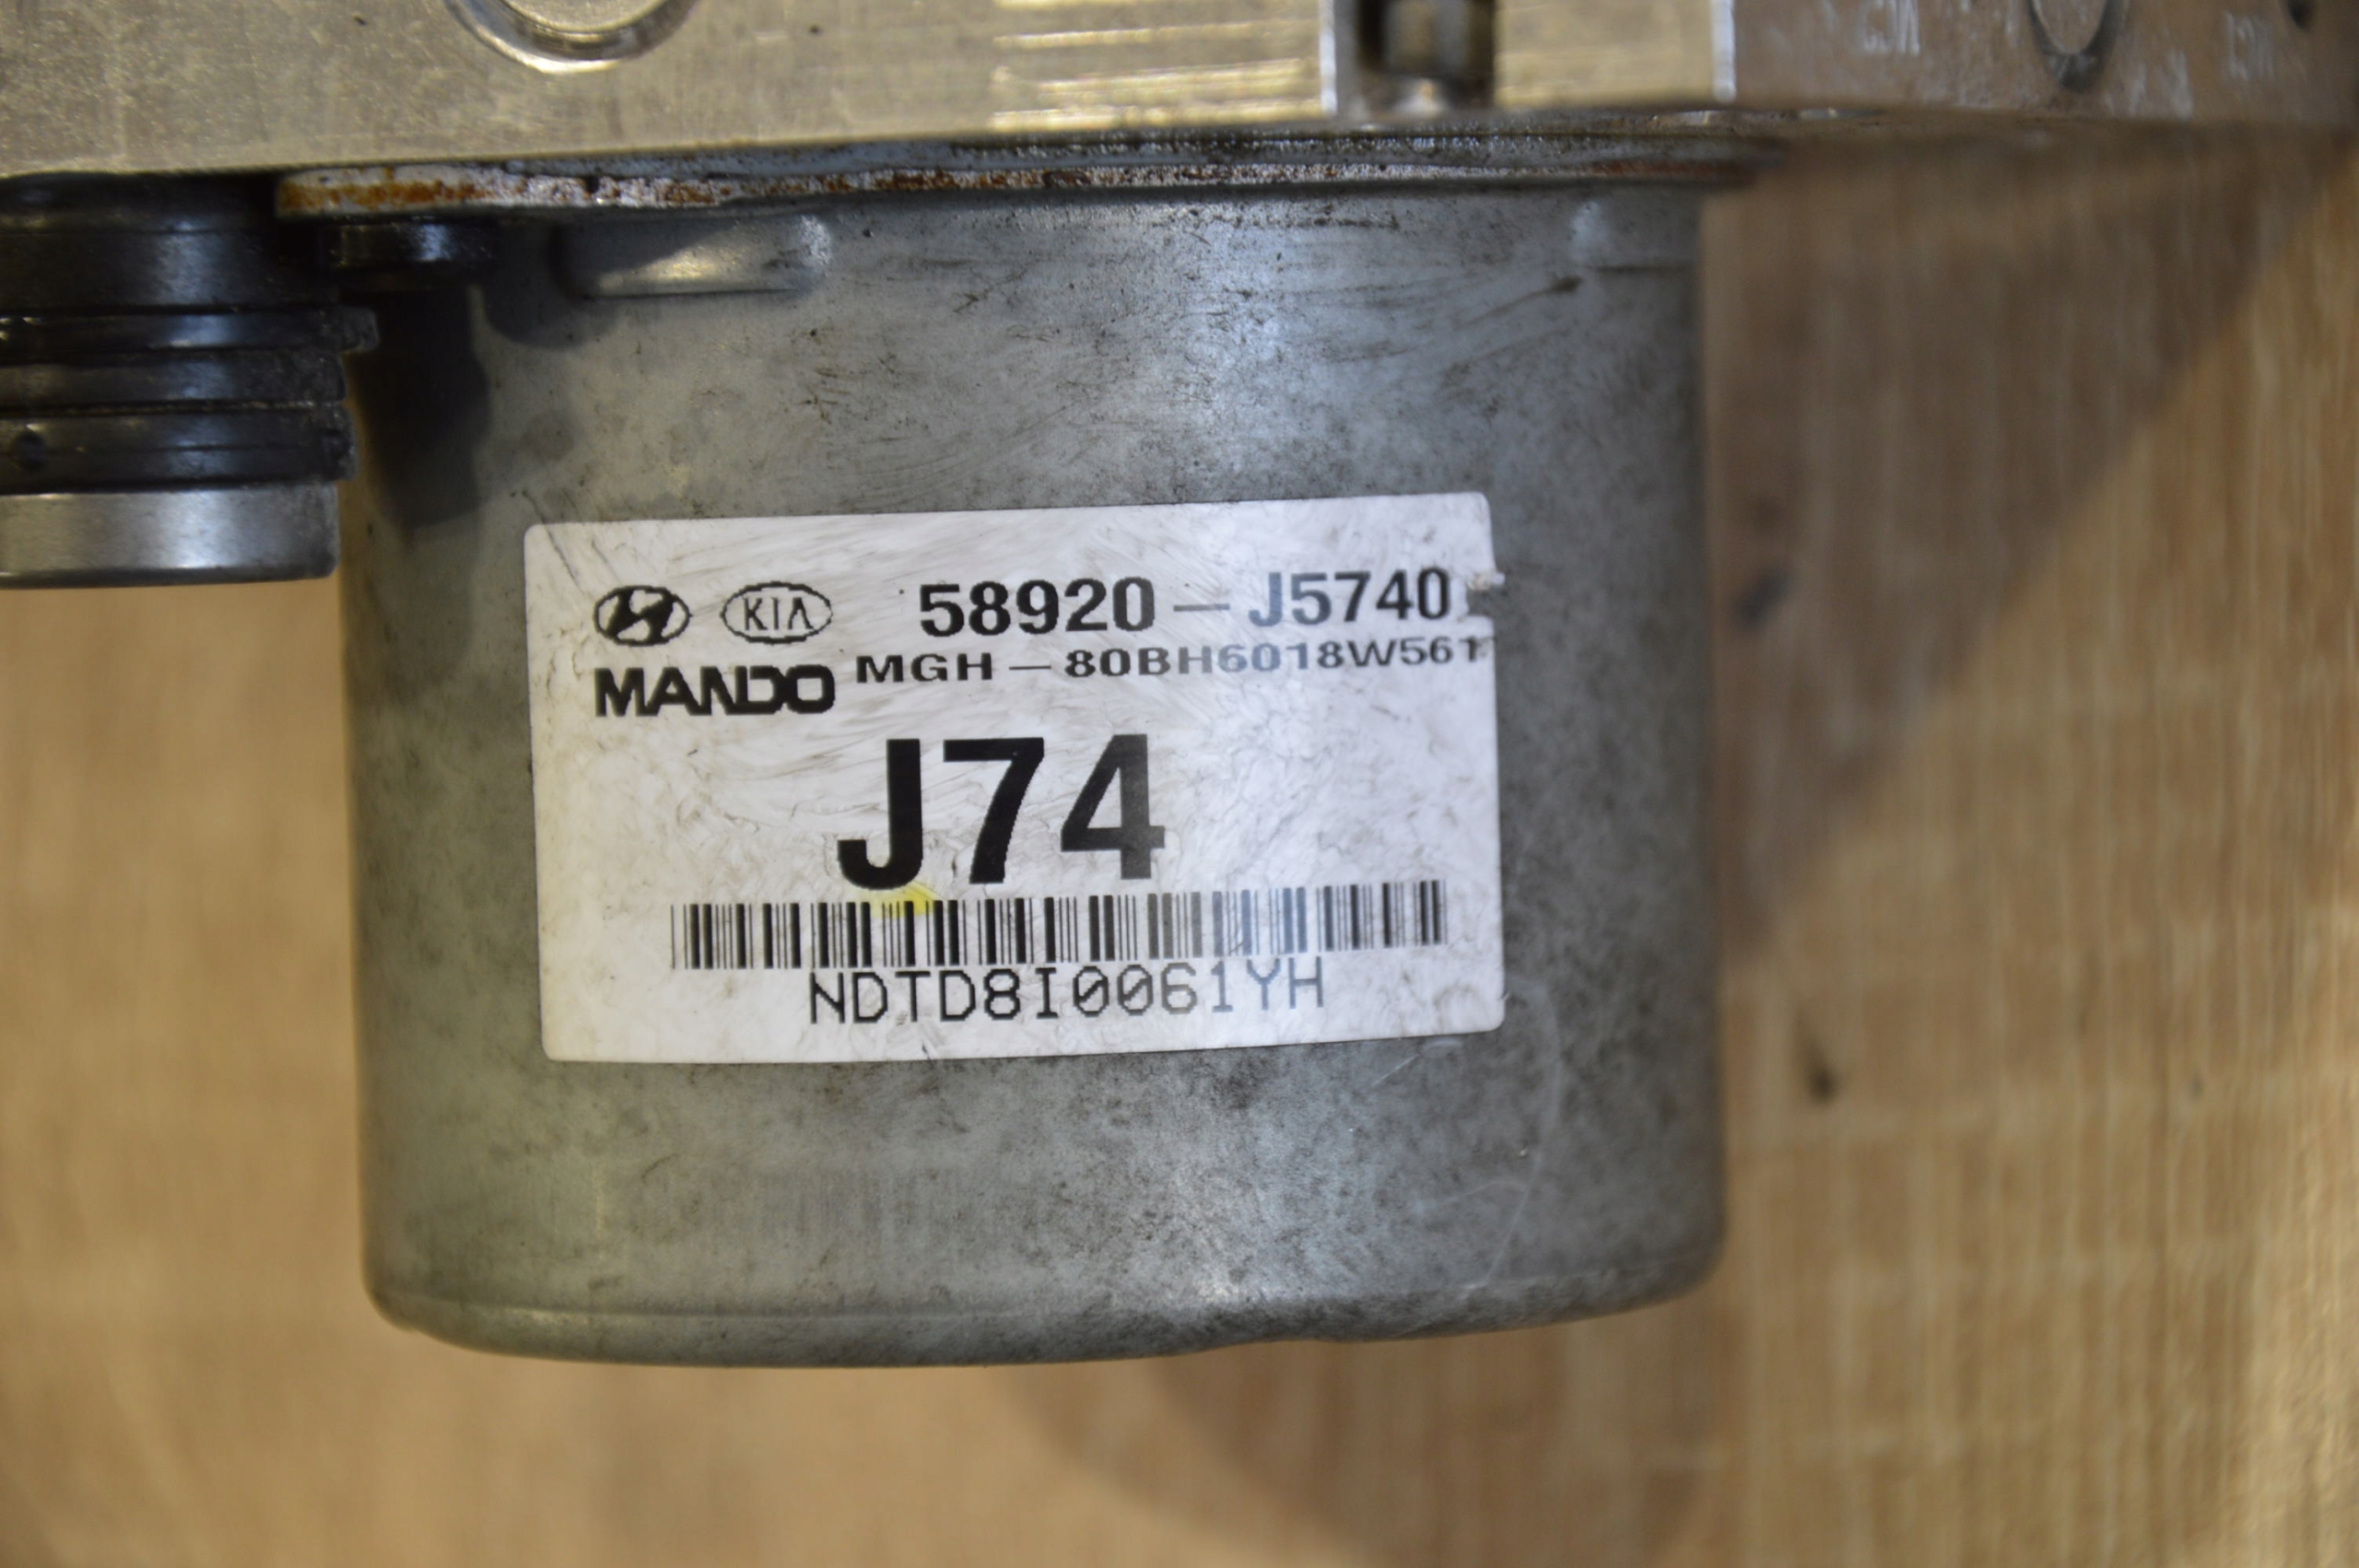 KIA 58920 - J5740
MANDO MGH - 80BH6018W561
J74
NDTD8I0061YH